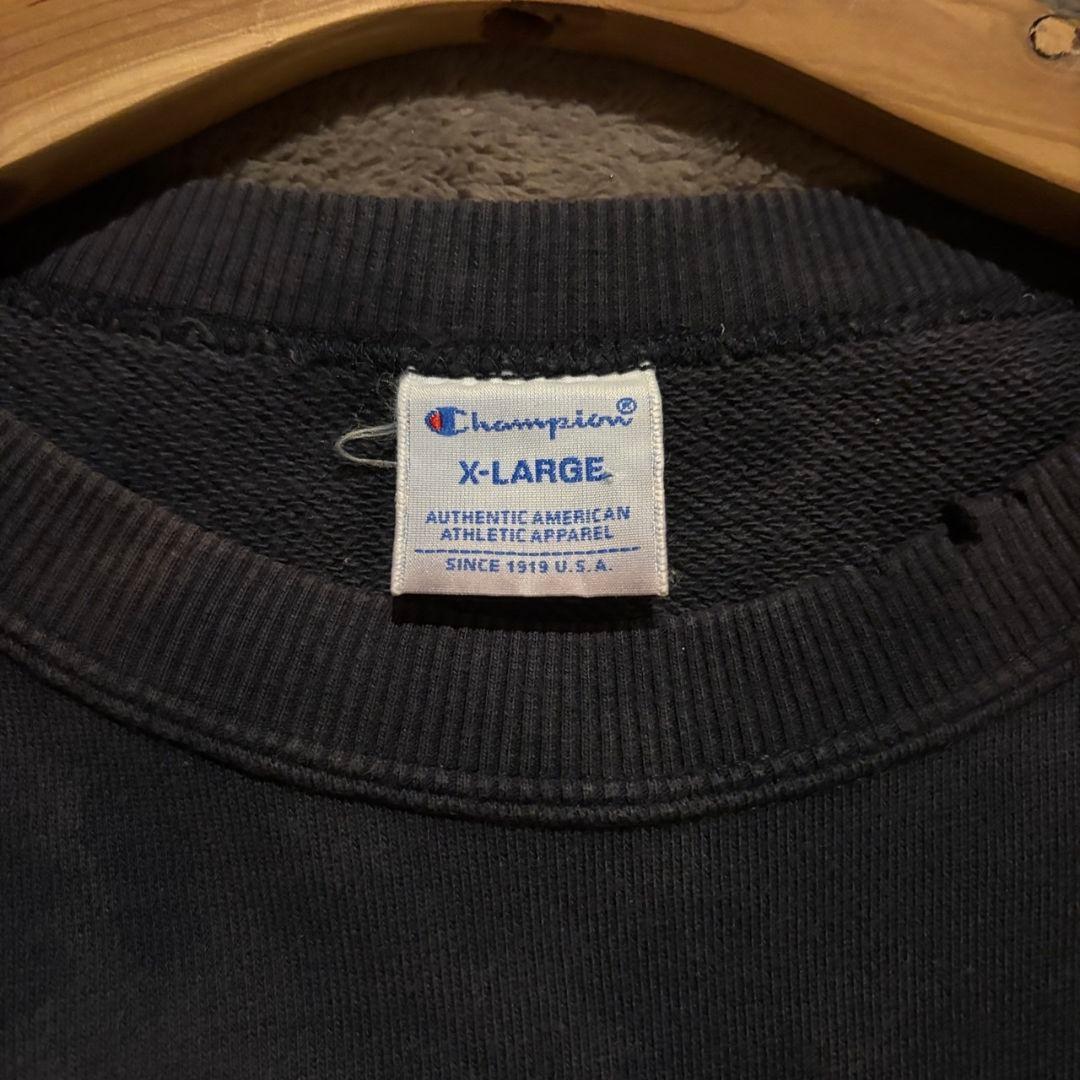 Champion®
X-LARGE
AUTHENTIC AMERICAN
ATHLETIC APPAREL
SINCE 1919 U.S.A.